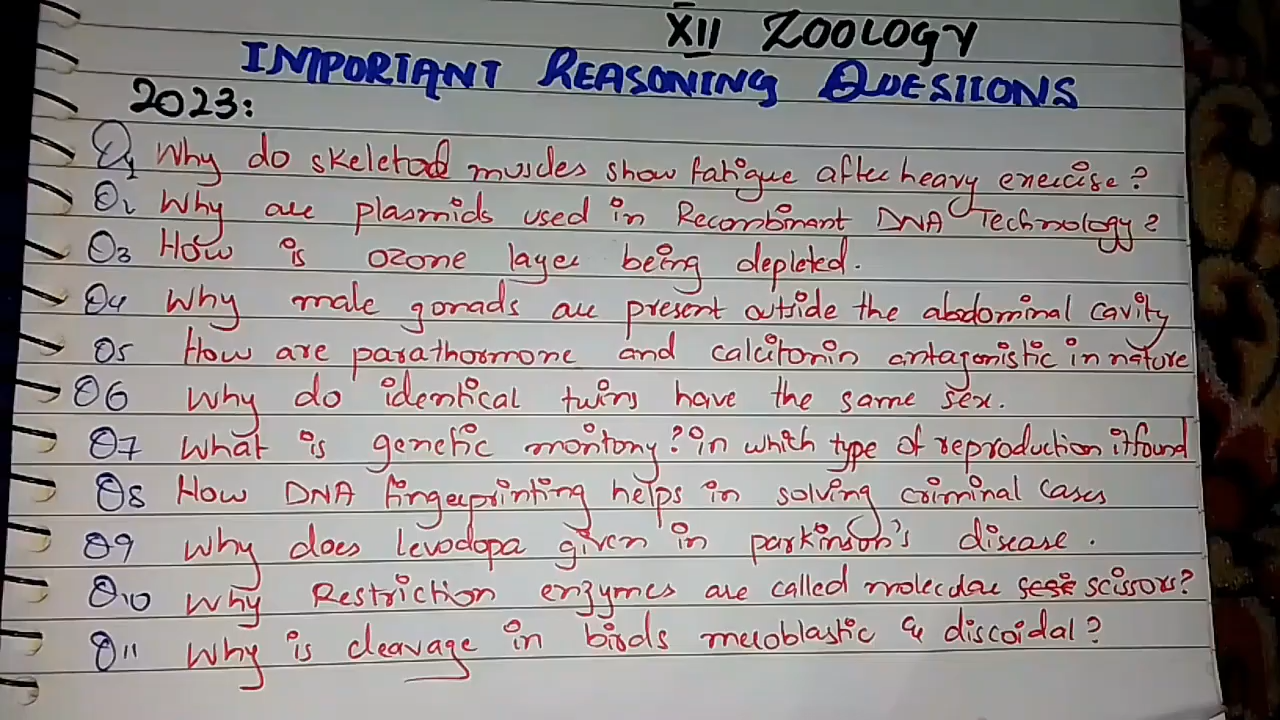 XII ZOOLOGY
IMPORTANT REASONING QUESTIONS
2023:
Q1 Why do skeletad muscles show fatigue after heavy exercise?
Q2 Why are plasmids used in Recombinant DNA Technology?
Q3 How is ozone layer being depleted.
Q4 Why male gonads are present outside the abdominal cavity
Q5 How are parathormone and calcitonin antagonistic in nature
Q6 Why do identical twins have the same sex.
Q7 What is genetic montony? in which type of reproduction it found
Q8 How DNA fingerprinting helps in solving criminal cases
Q9 Why does levodopa given in parkinson's disease.
Q10 Why Restriction enzymes are called molecular scissors?
Q11 Why is cleavage in birds meroblastic & discoidal?